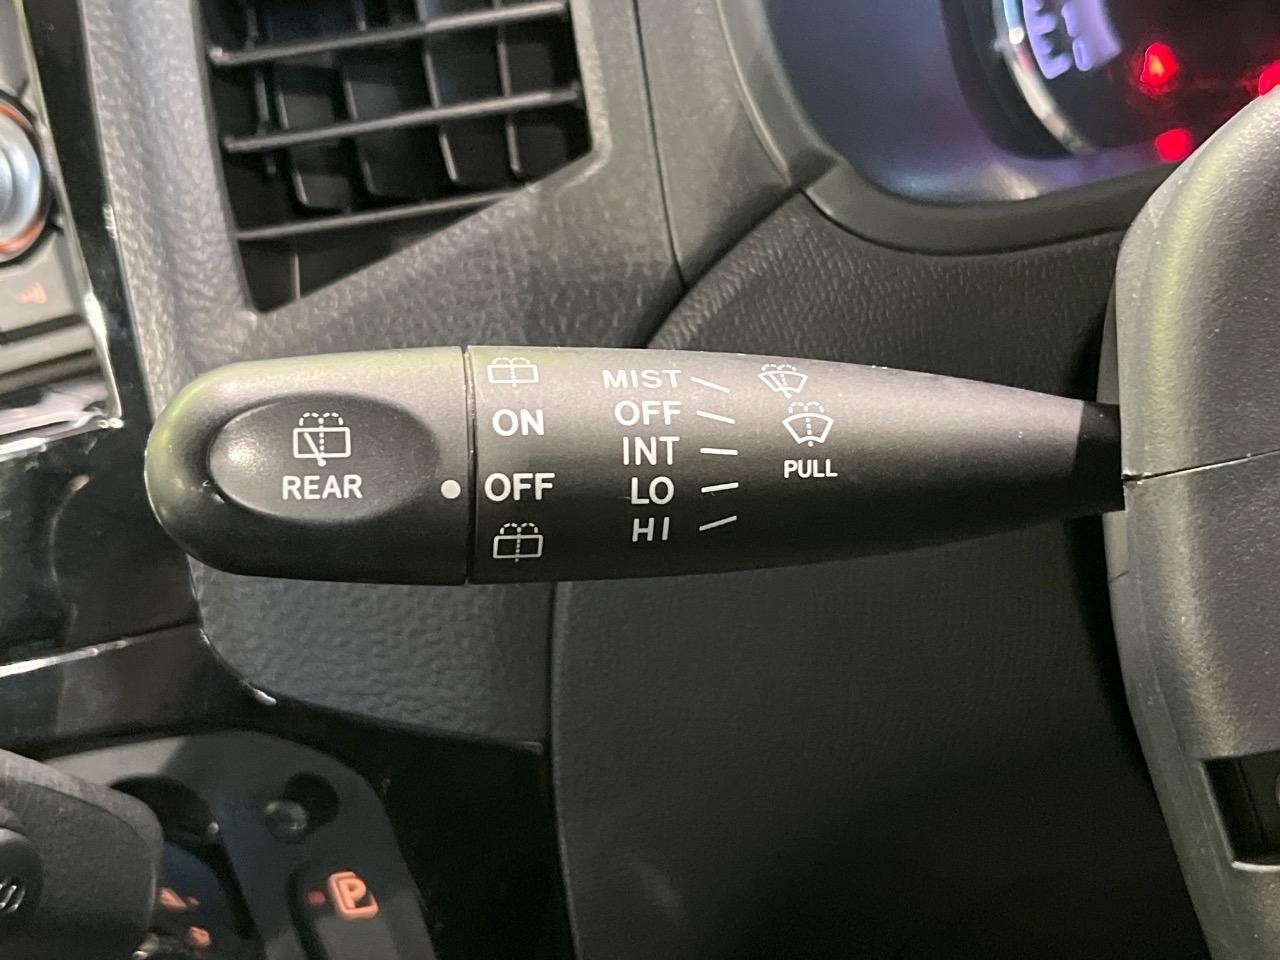 REAR
ON
OFF
MIST
OFF
INT
LO
HI
PULL
P